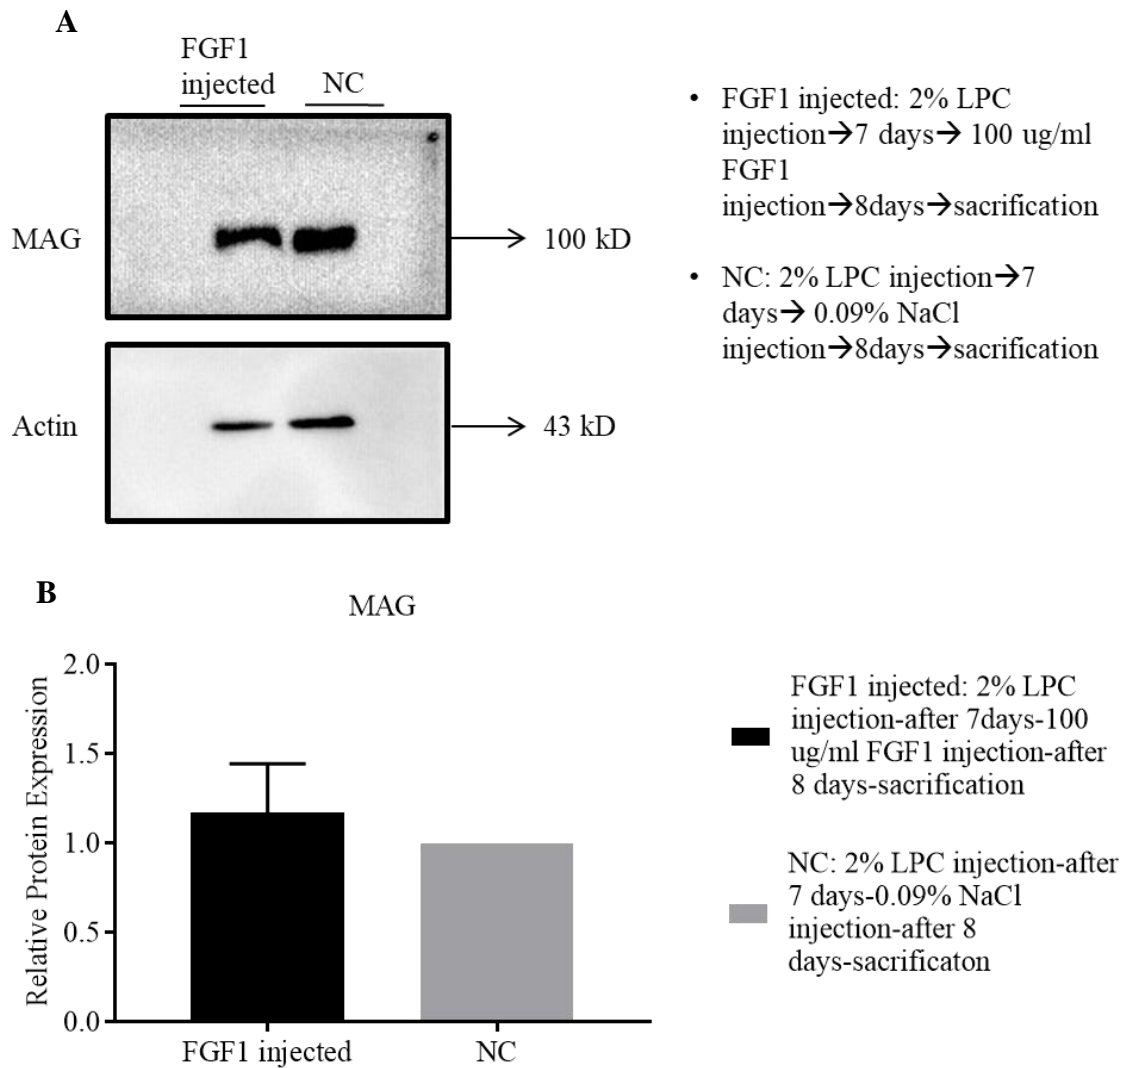 A
FGF1
injected
NC
MAG
100 kD
Actin
43 kD
• FGF1 injected: 2% LPC
injection→7 days→ 100 ug/ml
FGF1
injection→8days→sacrification
• NC: 2% LPC injection→7
days→ 0.09% NaCl
injection→8days→sacrification
B
MAG
Relative Protein Expression
2.0
1.5
1.0
0.5
0.0
FGF1 injected
NC
FGF1 injected: 2% LPC
injection-after 7days-100
ug/ml FGF1 injection-after
8 days-sacrification
NC: 2% LPC injection-after
7 days-0.09% NaCl
injection-after 8
days-sacrificaton